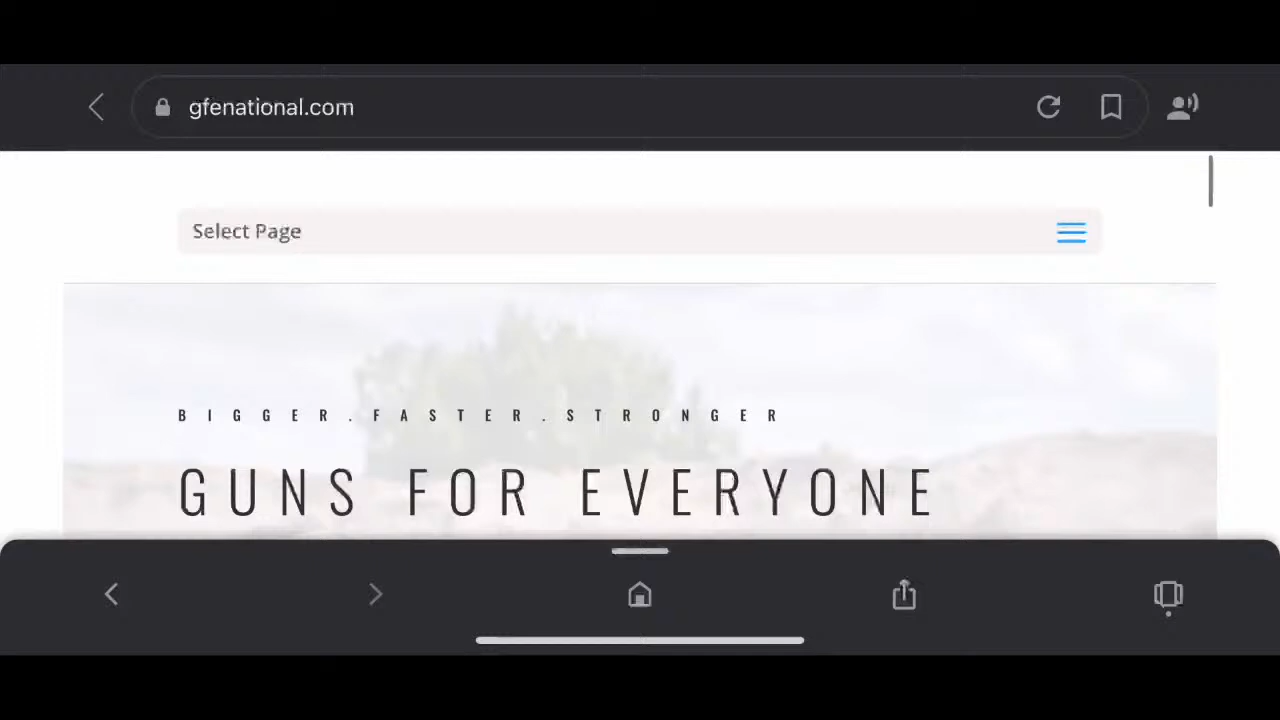 gfenational.com
Select Page
BIGGER.FASTER.STRONGER
GUNS FOR EVERYONE